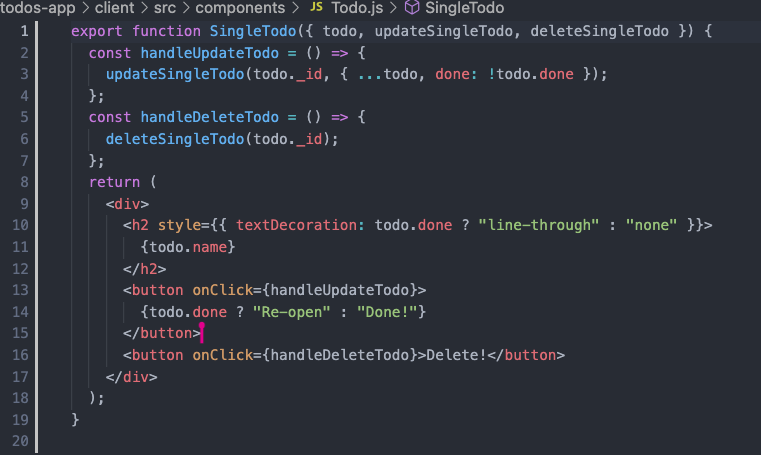 todos-app > client > src > components > JS Todo.js > SingleTodo
1 export function SingleTodo({ todo, updateSingleTodo, deleteSingleTodo }) {
2   const handleUpdateTodo = () => {
3     updateSingleTodo(todo._id, { ...todo, done: !todo.done });
4   };
5   const handleDeleteTodo = () => {
6     deleteSingleTodo(todo._id);
7   };
8   return (
9     <div>
10       <h2 style={{ textDecoration: todo.done ? "line-through" : "none" }}>
11         {todo.name}
12       </h2>
13       <button onClick={handleUpdateTodo}>
14         {todo.done ? "Re-open" : "Done!"}
15       </button>
16       <button onClick={handleDeleteTodo}>Delete!</button>
17     </div>
18   );
19 }
20